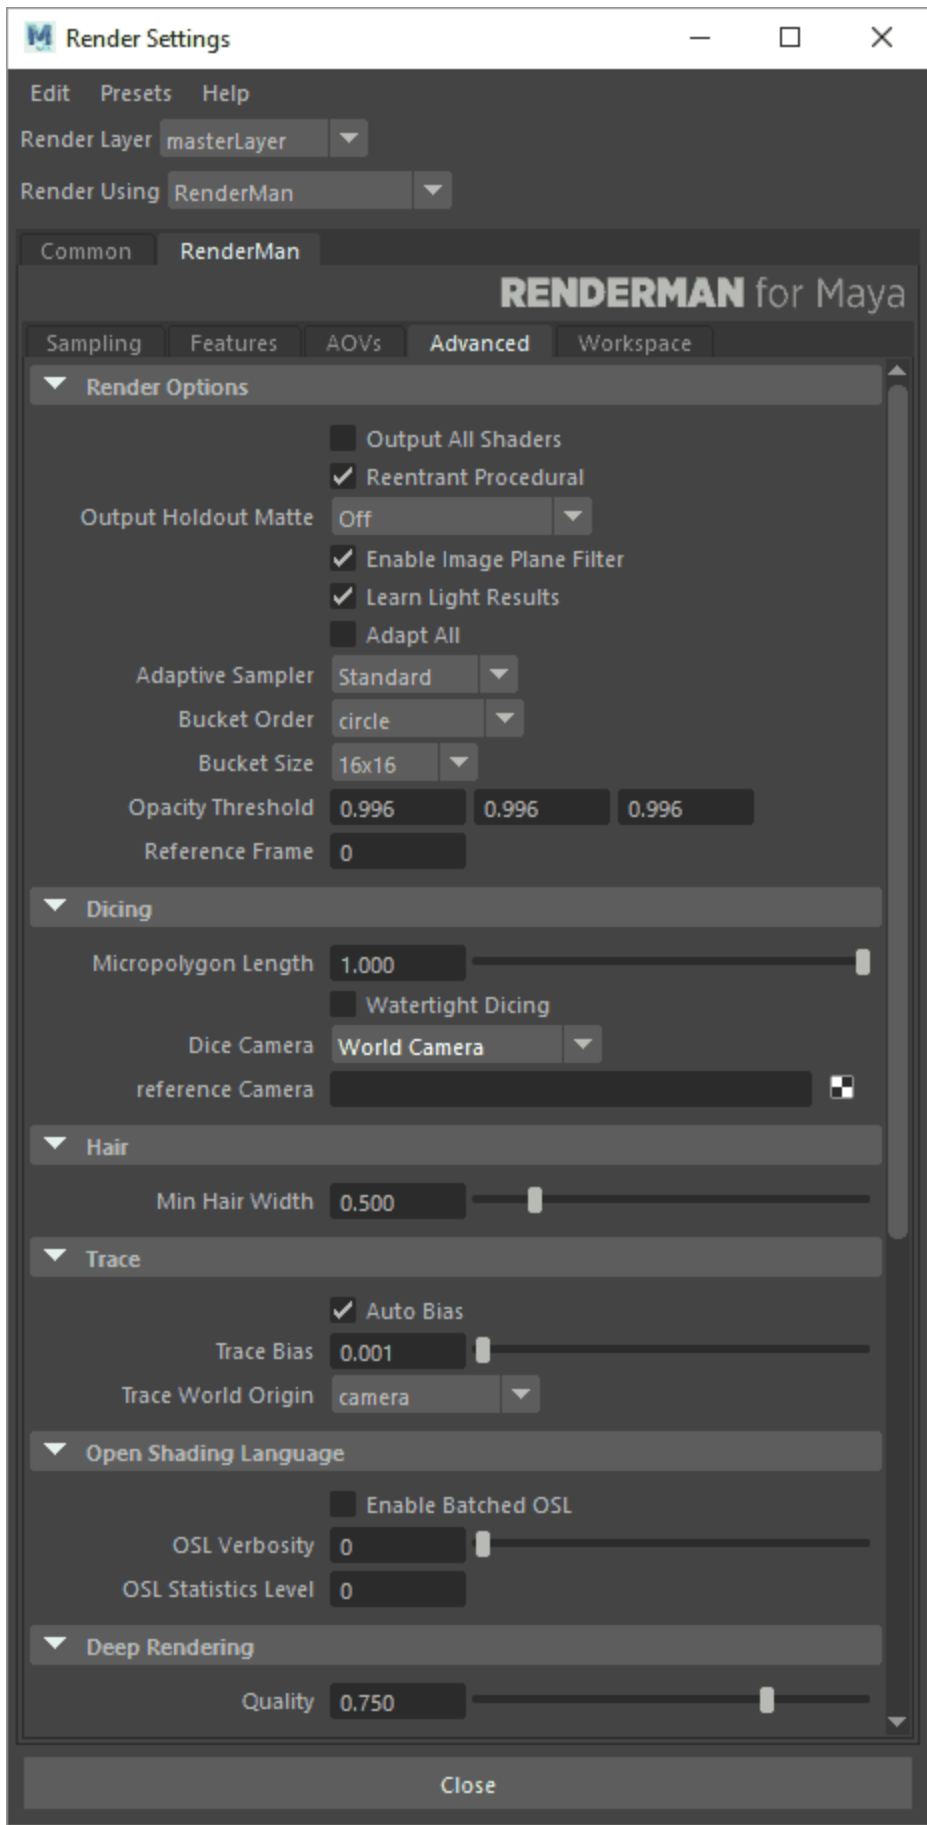 Render Settings
Edit Presets Help
Render Layer masterLayer
Render Using RenderMan
Common RenderMan
RENDERMAN for Maya
Sampling Features AOVs Advanced Workspace
Render Options
Output All Shaders
Reentrant Procedural
Output Holdout Matte Off
Enable Image Plane Filter
Learn Light Results
Adapt All
Adaptive Sampler Standard
Bucket Order circle
Bucket Size 16x16
Opacity Threshold 0.996 0.996 0.996
Reference Frame 0
Dicing
Micropolygon Length 1.000
Watertight Dicing
Dice Camera World Camera
reference Camera
Hair
Min Hair Width 0.500
Trace
Auto Bias
Trace Bias 0.001
Trace World Origin camera
Open Shading Language
Enable Batched OSL
OSL Verbosity 0
OSL Statistics Level 0
Deep Rendering
Quality 0.750
Close